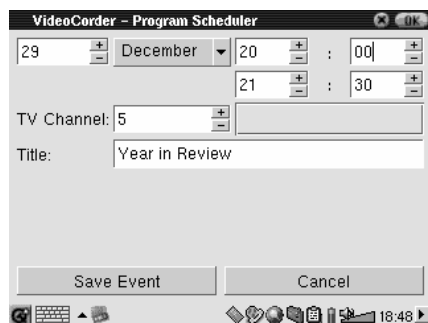 VideoCorder – Program Scheduler OK
29 December 20 : 00
21 : 30
TV Channel: 5
Title: Year in Review
Save Event Cancel
18:48